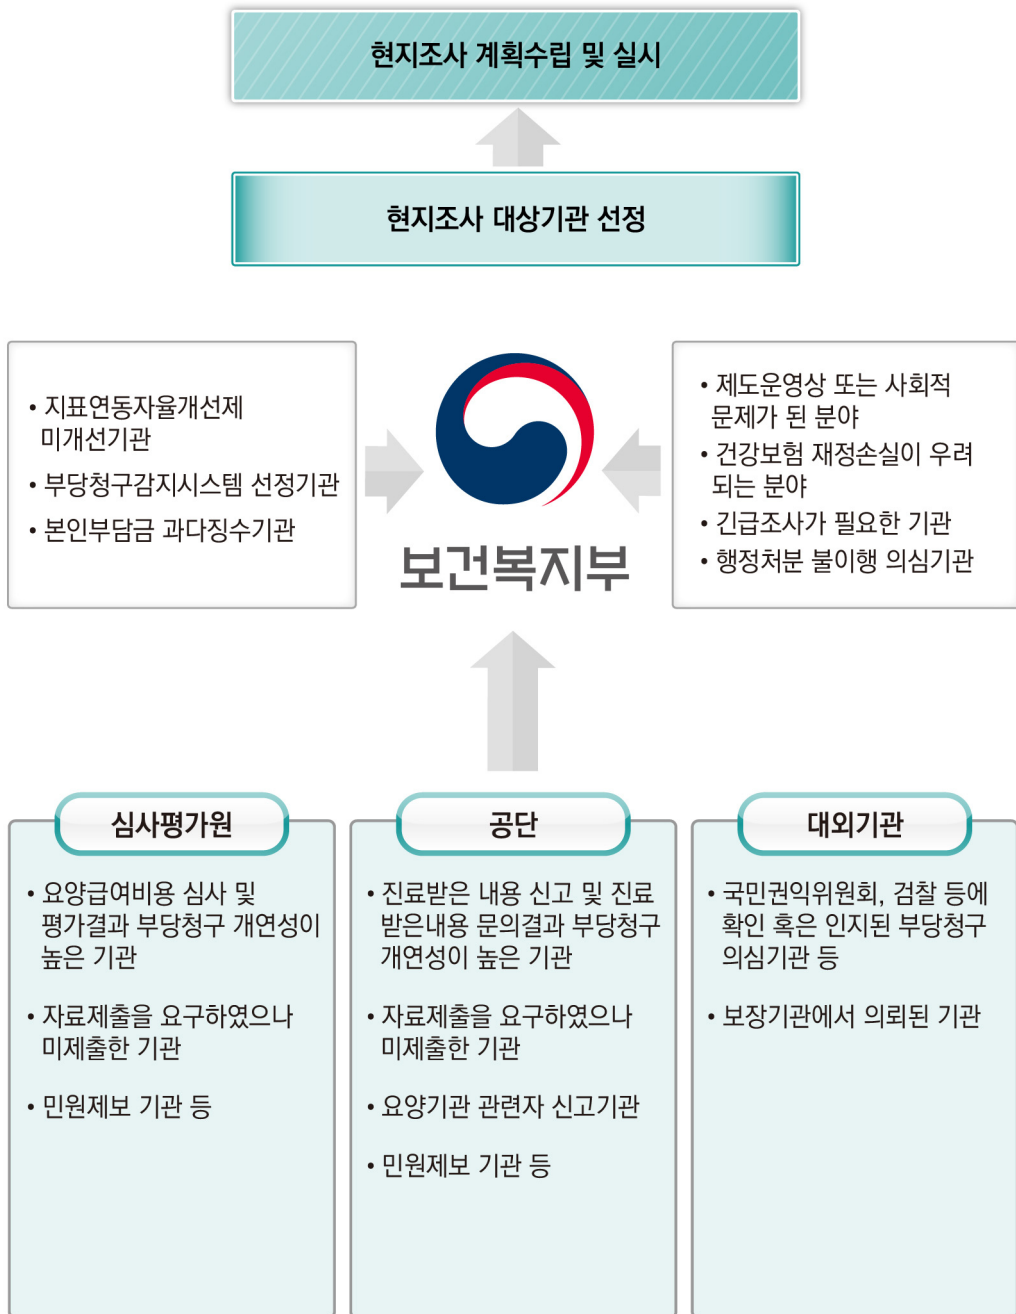 현지조사 계획수립 및 실시
현지조사 대상기관 선정
• 지표연동자율개선제
미개선기관
• 부당청구감지시스템 선정기관
• 본인부담금 과다징수기관
보건복지부
• 제도운영상 또는 사회적
문제가 된 분야
• 건강보험 재정손실이 우려
되는 분야
• 긴급조사가 필요한 기관
• 행정처분 불이행 의심기관
심사평가원
• 요양급여비용 심사 및
평가결과 부당청구 개연성이
높은 기관
• 자료제출을 요구하였으나
미제출한 기관
• 민원제보 기관 등
공단
• 진료받은 내용 신고 및 진료
받은내용 문의결과 부당청구
개연성이 높은 기관
• 자료제출을 요구하였으나
미제출한 기관
• 요양기관 관련자 신고기관
• 민원제보 기관 등
대외기관
• 국민권익위원회, 검찰 등에
확인 혹은 인지된 부당청구
의심기관 등
• 보장기관에서 의뢰된 기관